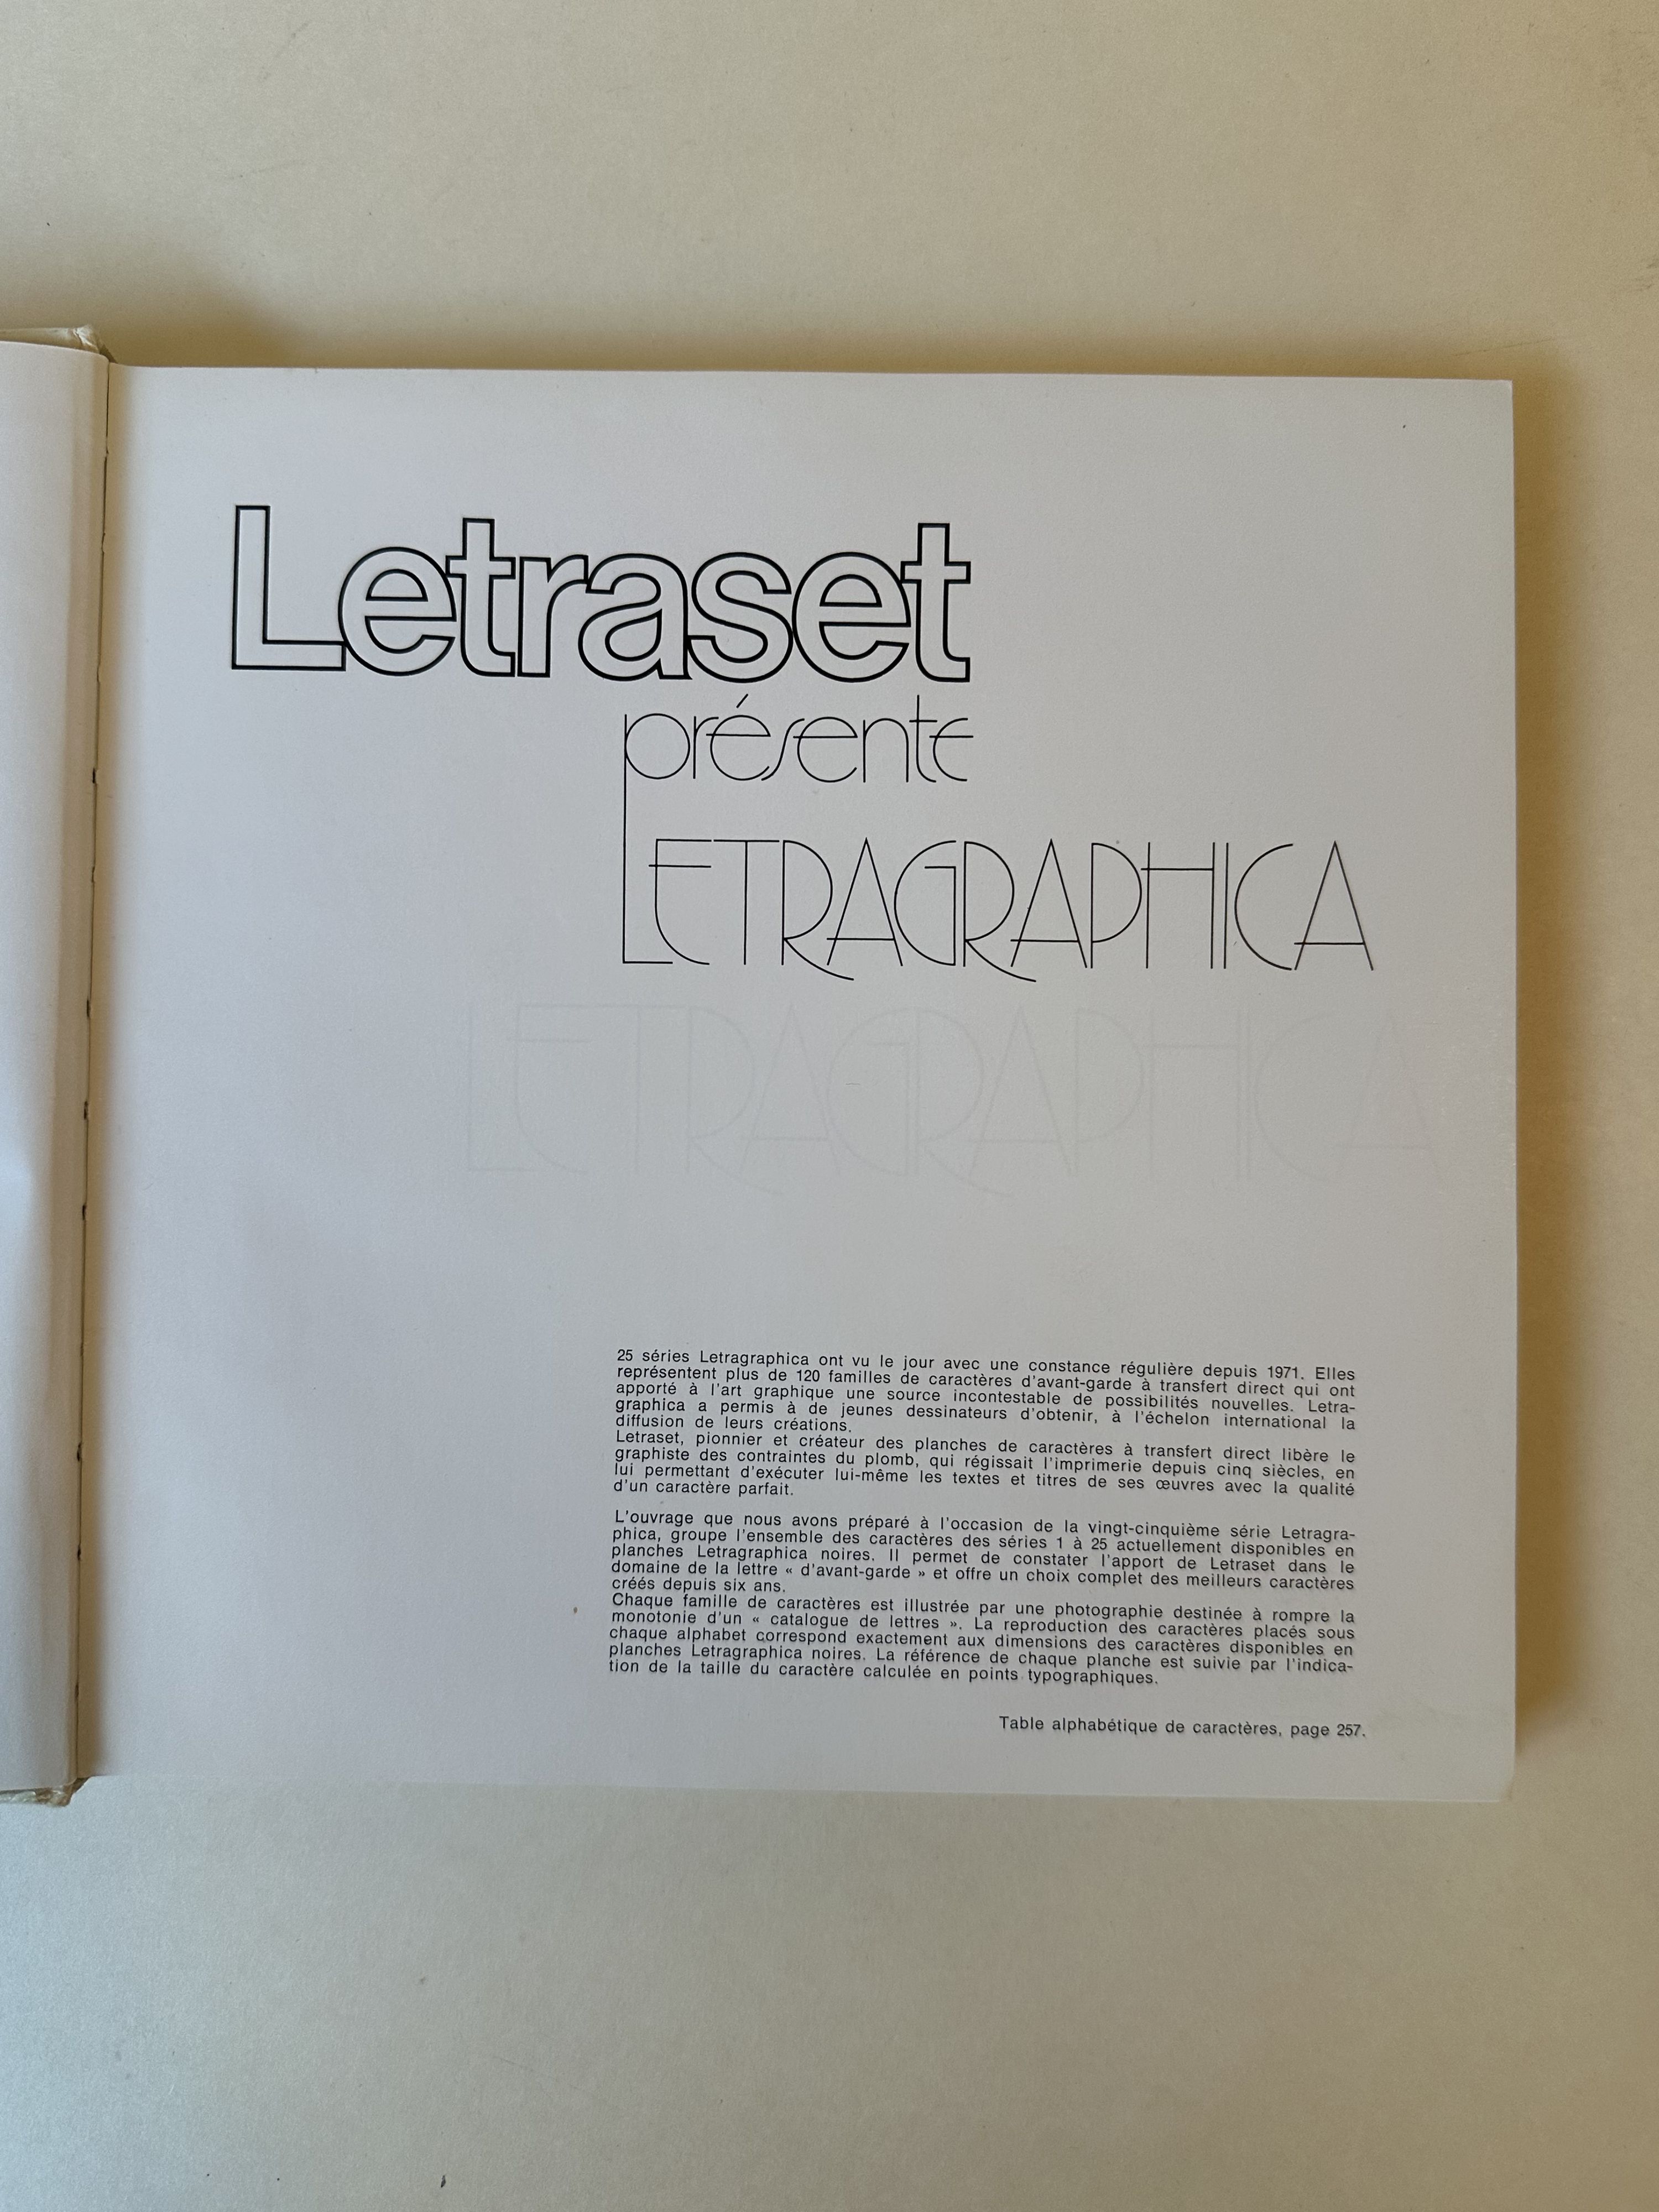 Letraset
présente
LETRAGRAPHICA
LETRAGRAPHICA
25 séries Letragraphica ont vu le jour avec une constance régulière depuis 1971. Elles
représentent plus de 120 familles de caractères d'avant-garde à transfert direct qui ont
apporté à l'art graphique une source incontestable de possibilités nouvelles. Letra-
graphica a permis à de jeunes dessinateurs d'obtenir, à l'échelon international la
diffusion de leurs créations.
Letraset, pionnier et créateur des planches de caractères à transfert direct libère le
graphiste des contraintes du plomb, qui régissait l'imprimerie depuis cinq siècles, en
lui permettant d'exécuter lui-même les textes et titres de ses œuvres avec la qualité
d'un caractère parfait.
L'ouvrage que nous avons préparé à l'occasion de la vingt-cinquième série Letragra-
phica, groupe l'ensemble des caractères des séries 1 à 25 actuellement disponibles en
planches Letragraphica noires. Il permet de constater l'apport de Letraset dans le
domaine de la lettre « d'avant-garde » et offre un choix complet des meilleurs caractères
créés depuis six ans.
Chaque famille de caractères est illustrée par une photographie destinée à rompre la
monotonie d'un « catalogue de lettres ». La reproduction des caractères placés sous
chaque alphabet correspond exactement aux dimensions des caractères disponibles en
planches Letragraphica noires. La référence de chaque planche est suivie par l'indica-
tion de la taille du caractère calculée en points typographiques.
Table alphabétique de caractères, page 257.